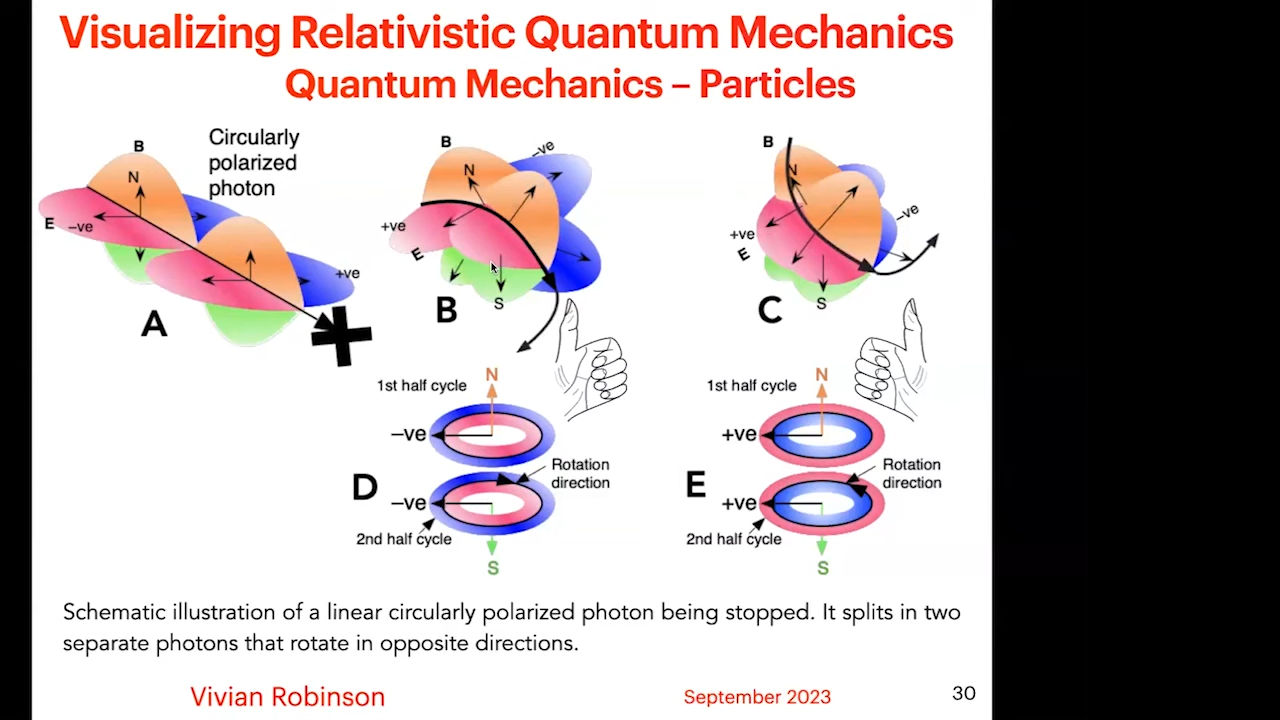 Visualizing Relativistic Quantum Mechanics
Quantum Mechanics – Particles
Circularly
polarized
photon
B
N
E
–ve
+ve
A
B
N
–ve
+ve
E
S
B
B
N
–ve
+ve
E
S
C
1st half cycle
N
–ve
D
Rotation
direction
–ve
2nd half cycle
S
1st half cycle
N
+ve
E
Rotation
direction
+ve
2nd half cycle
S
Schematic illustration of a linear circularly polarized photon being stopped. It splits in two
separate photons that rotate in opposite directions.
Vivian Robinson
September 2023
30